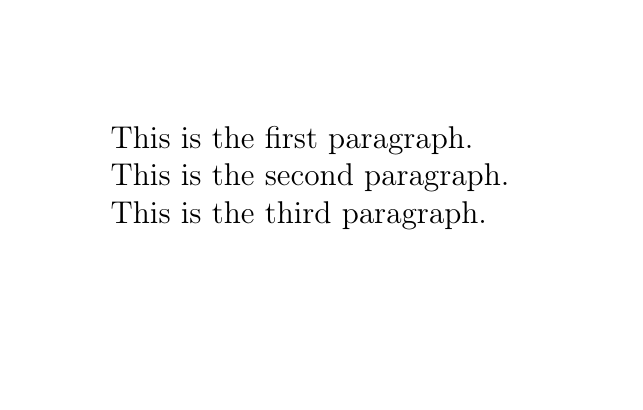 This is the first paragraph.
This is the second paragraph.
This is the third paragraph.